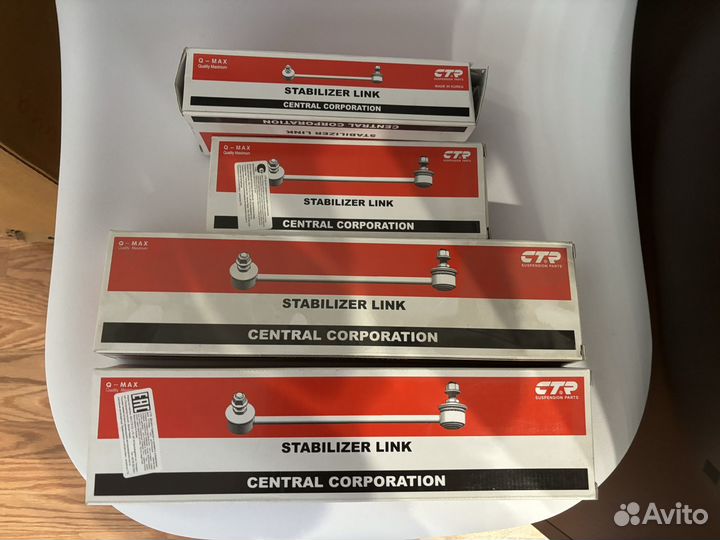 Q-MAX
Quality Maximum
CTR
MADE IN KOREA
STABILIZER LINK
CENTRAL CORPORATION
CENTRAL CORPORATION
STABILIZER LINK
Q-MAX
Quality Maximum
CTR
SUSPENSION PARTS
STABILIZER LINK
CENTRAL CORPORATION
Q-MAX
Quality Maximum
CTR
SUSPENSION PARTS
STABILIZER LINK
CENTRAL CORPORATION
Q-MAX
Quality
CTR
SUSPENSION PARTS
EAC
STABILIZER LINK
CENTRAL CORPORATION
Avito